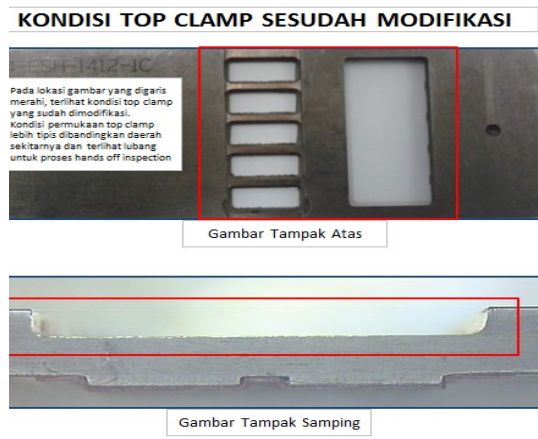 KONDISI TOP CLAMP SESUDAH MODIFIKASI
-ESH-1412-1C
Pada lokasi gambar yang digaris
merahi, terlihat kondisi top clamp
yang sudah dimodifikasi.
Kondisi permukaan top clamp
lebih tipis dibandingkan daerah
sekitarnya dan terlihat lubang
untuk proses hands off inspection
Gambar Tampak Atas
Gambar Tampak Samping